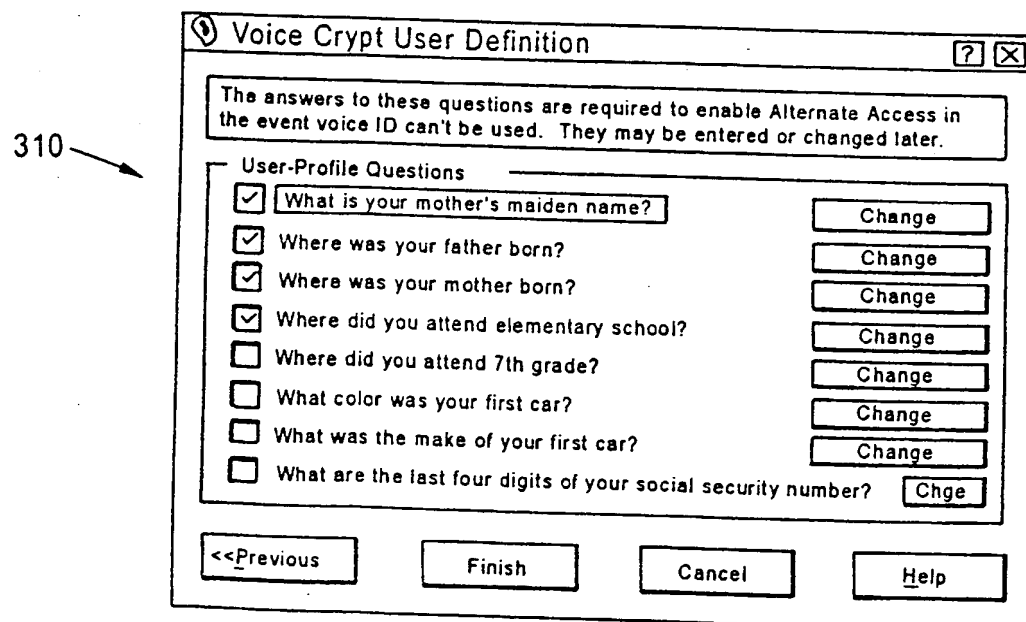 Voice Crypt User Definition
? X
The answers to these questions are required to enable Alternate Access in
the event voice ID can't be used. They may be entered or changed later.
310
User-Profile Questions
What is your mother's maiden name? Change
Where was your father born? Change
Where was your mother born? Change
Where did you attend elementary school? Change
Where did you attend 7th grade? Change
What color was your first car? Change
What was the make of your first car? Change
What are the last four digits of your social security number? Chge
<<Previous Finish Cancel Help